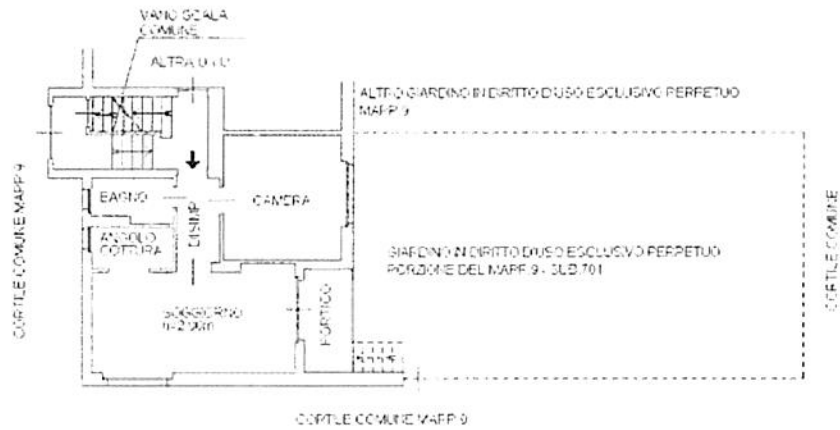 VANO SCALA
COMUNE
ALTRA U.I.U.
ALTRO GIARDINO IN DIRITTO D'USO ESCLUSIVO PERPETUO
MAPP. 9
BAGNO
CAMERA
DISIMP.
ANGOLO
COTTURA
GIARDINO IN DIRITTO D'USO ESCLUSIVO PERPETUO
PORZIONE DEL MAPP. 9 - SUB.701
SOGGIORNO
h=2.90m
PORTICO
CORTILE COMUNE MAPP. 9
CORTILE COMUNE
CORTILE COMUNE MAPP. 9